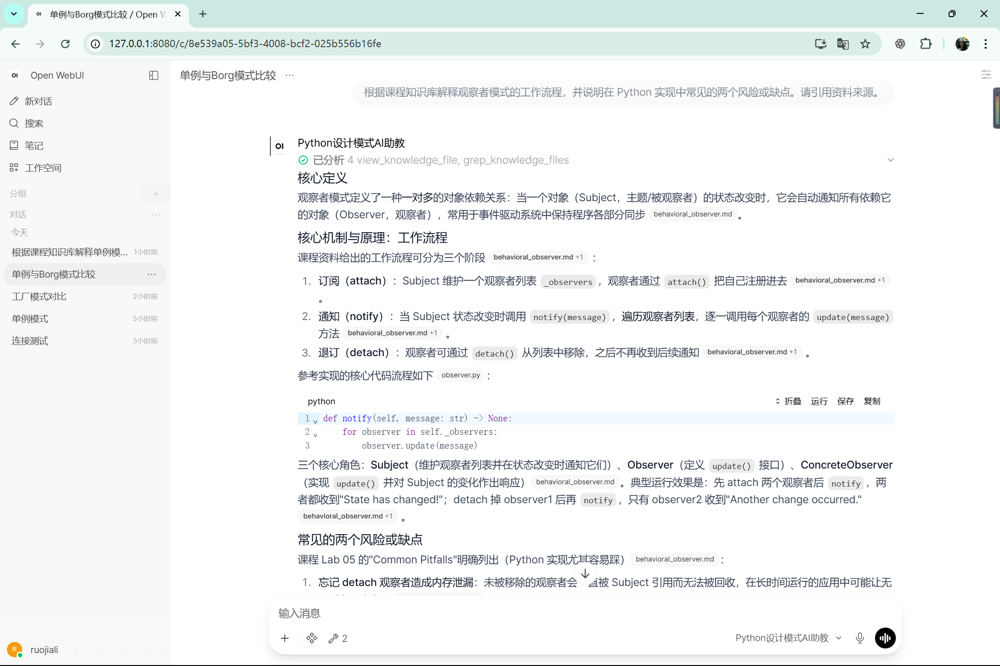 单例与Borg模式比较 / Open W
127.0.0.1:8080/c/8e539a05-5bf3-4008-bcf2-025b556b16fe
OI Open WebUI
新对话
搜索
笔记
工作空间
分组
对话
今天
根据课程知识库解释单例模... 1小时前
单例与Borg模式比较
工厂模式对比 2小时前
单例模式 3小时前
连接测试 3小时前
R ruojiali
单例与Borg模式比较
根据课程知识库解释观察者模式的工作流程，并说明在 Python 实现中常见的两个风险或缺点。请引用资料来源。
OI Python设计模式AI助教
已分析 4 view_knowledge_file, grep_knowledge_files
核心定义
观察者模式定义了一种一对多的对象依赖关系：当一个对象（Subject，主题/被观察者）的状态改变时，它会自动通知所有依赖它
的对象（Observer，观察者），常用于事件驱动系统中保持程序各部分同步 behavioral_observer.md 。
核心机制与原理：工作流程
课程资料给出的工作流程可分为三个阶段 behavioral_observer.md +1 ：
1. 订阅（attach）：Subject 维护一个观察者列表 _observers ，观察者通过 attach() 把自己注册进去 behavioral_observer.md +1
。
2. 通知（notify）：当 Subject 状态改变时调用 notify(message) ，遍历观察者列表，逐一调用每个观察者的 update(message)
方法 behavioral_observer.md +1 。
3. 退订（detach）：观察者可通过 detach() 从列表中移除，之后不再收到后续通知 behavioral_observer.md +1 。
参考实现的核心代码流程如下 observer.py ：
python 折叠 运行 保存 复制
1 def notify(self, message: str) -> None:
2 for observer in self._observers:
3 observer.update(message)
三个核心角色：Subject（维护观察者列表并在状态改变时通知它们）、Observer（定义 update() 接口）、ConcreteObserver
（实现 update() 并对 Subject 的变化作出响应） behavioral_observer.md 。典型运行效果是：先 attach 两个观察者后 notify ，两
者都收到"State has changed!"；detach 掉 observer1 后再 notify ，只有 observer2 收到"Another change occurred."
behavioral_observer.md +1 。
常见的两个风险或缺点
课程 Lab 05 的"Common Pitfalls"明确列出（Python 实现尤其容易踩） behavioral_observer.md ：
1. 忘记 detach 观察者造成内存泄漏：未被移除的观察者会一直被 Subject 引用而无法被回收，在长时间运行的应用中可能让无
输入消息
2
Python设计模式AI助教